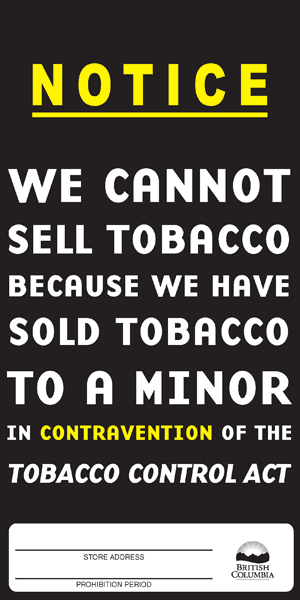 NOTICE
WE CANNOT
SELL TOBACCO
BECAUSE WE HAVE
SOLD TOBACCO
TO A MINOR
IN CONTRAVENTION OF THE
TOBACCO CONTROL ACT
STORE ADDRESS
PROHIBITION PERIOD
BRITISH
COLUMBIA